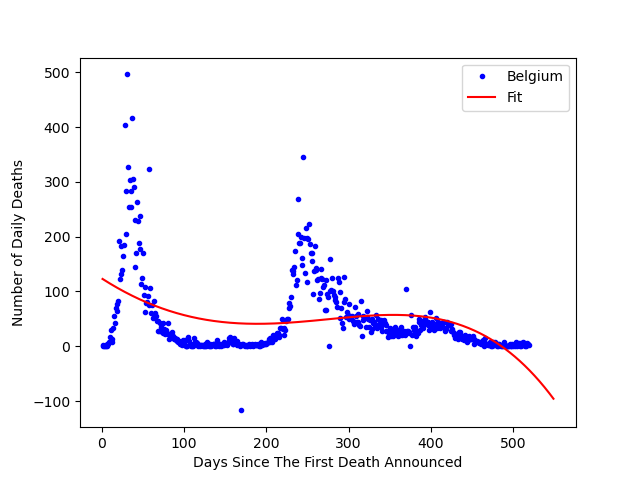 Belgium
Fit
500
400
300
200
100
0
−100
Number of Daily Deaths
0 100 200 300 400 500
Days Since The First Death Announced